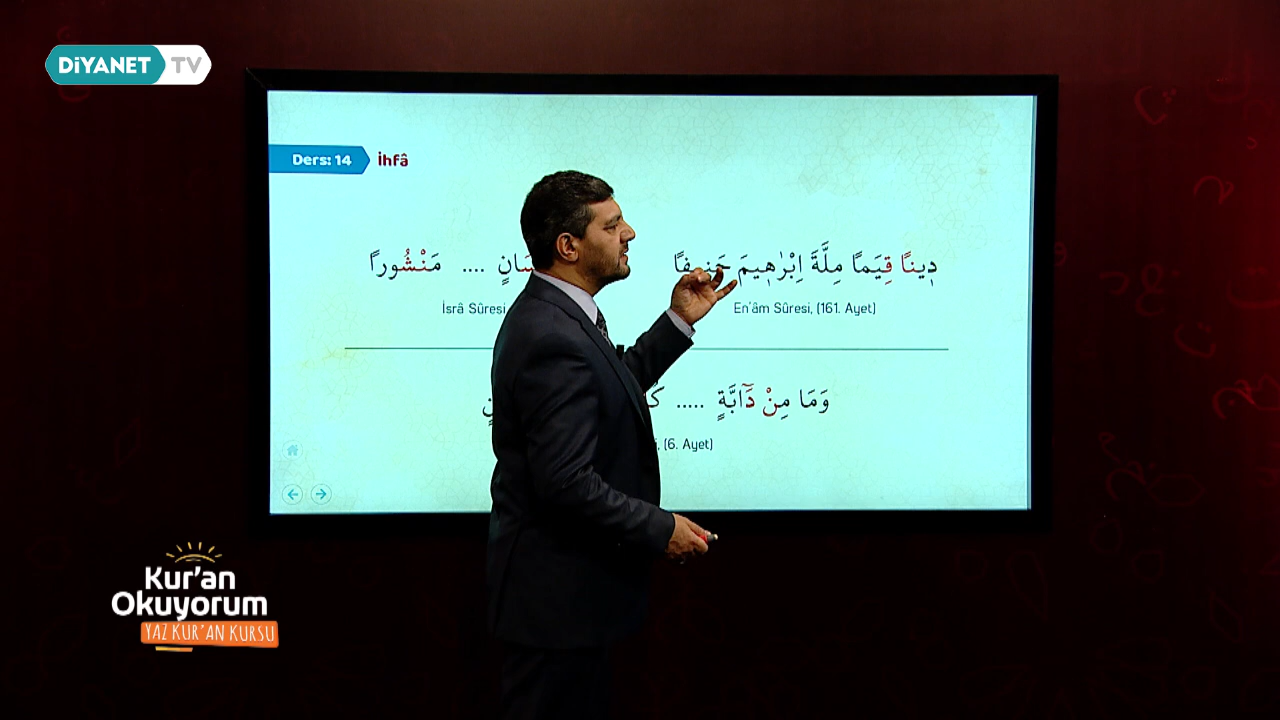 DİYANET TV
Ders: 14 İhfâ
دِينًا قِيَمًا مِلَّةَ اِبْرٰهِيمَ حَنِيفًا
مَنْشُورًا ....
En'âm Sûresi, (161. Ayet)
İsrâ Sûresi
وَمَا مِنْ دَٓابَّةٍ .....
(6. Ayet)
Kur'an
Okuyorum
YAZ KUR'AN KURSU